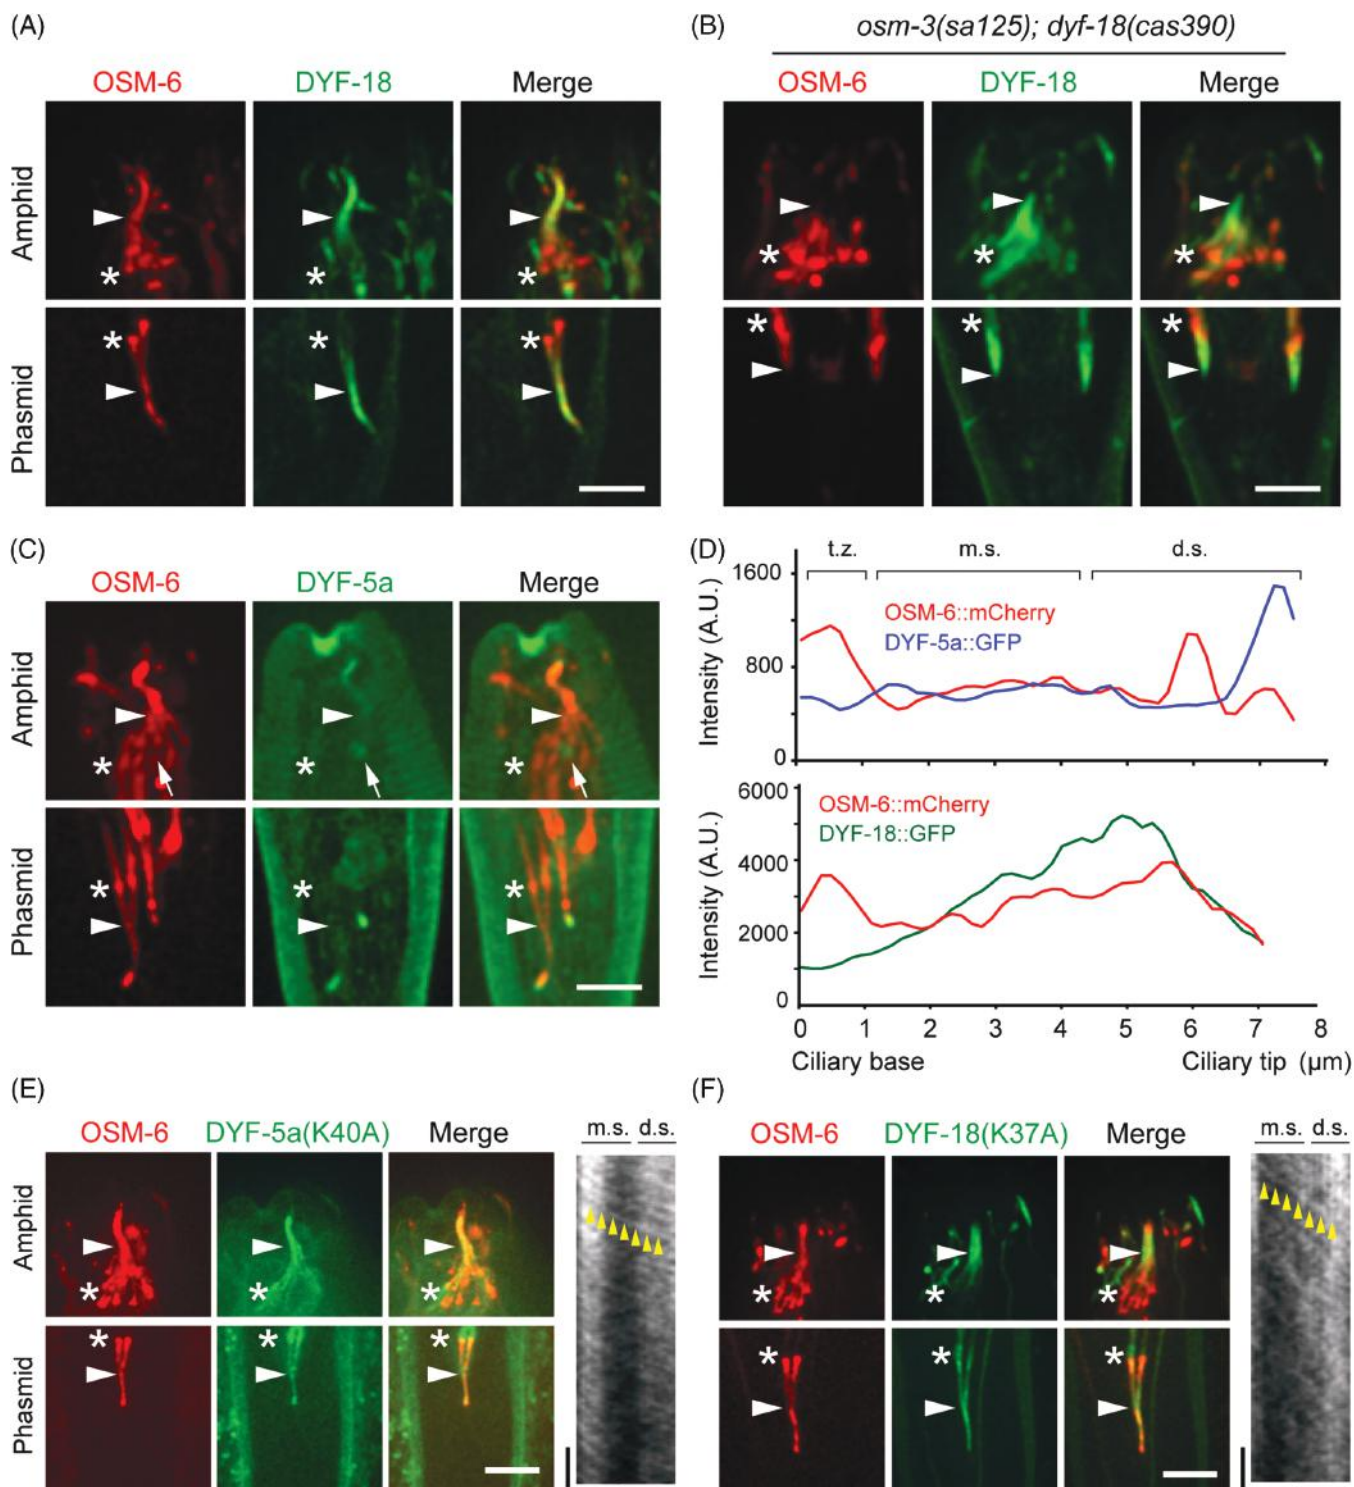 (A)
OSM-6 DYF-18 Merge
Amphid
*
*
*
Phasmid
*
*
*
(B)
osm-3(sa125); dyf-18(cas390)
OSM-6 DYF-18 Merge
*
*
*
*
*
*
(C)
OSM-6 DYF-5a Merge
Amphid
*
*
*
Phasmid
*
*
*
(D)
t.z. m.s. d.s.
Intensity (A.U.)
1600
800
0
OSM-6::mCherry
DYF-5a::GFP
Intensity (A.U.)
6000
4000
2000
0
OSM-6::mCherry
DYF-18::GFP
0 1 2 3 4 5 6 7 8
Ciliary base Ciliary tip (µm)
(E)
OSM-6 DYF-5a(K40A) Merge
m.s. d.s.
Amphid
*
*
*
Phasmid
*
*
*
(F)
OSM-6 DYF-18(K37A) Merge
m.s. d.s.
*
*
*
*
*
*